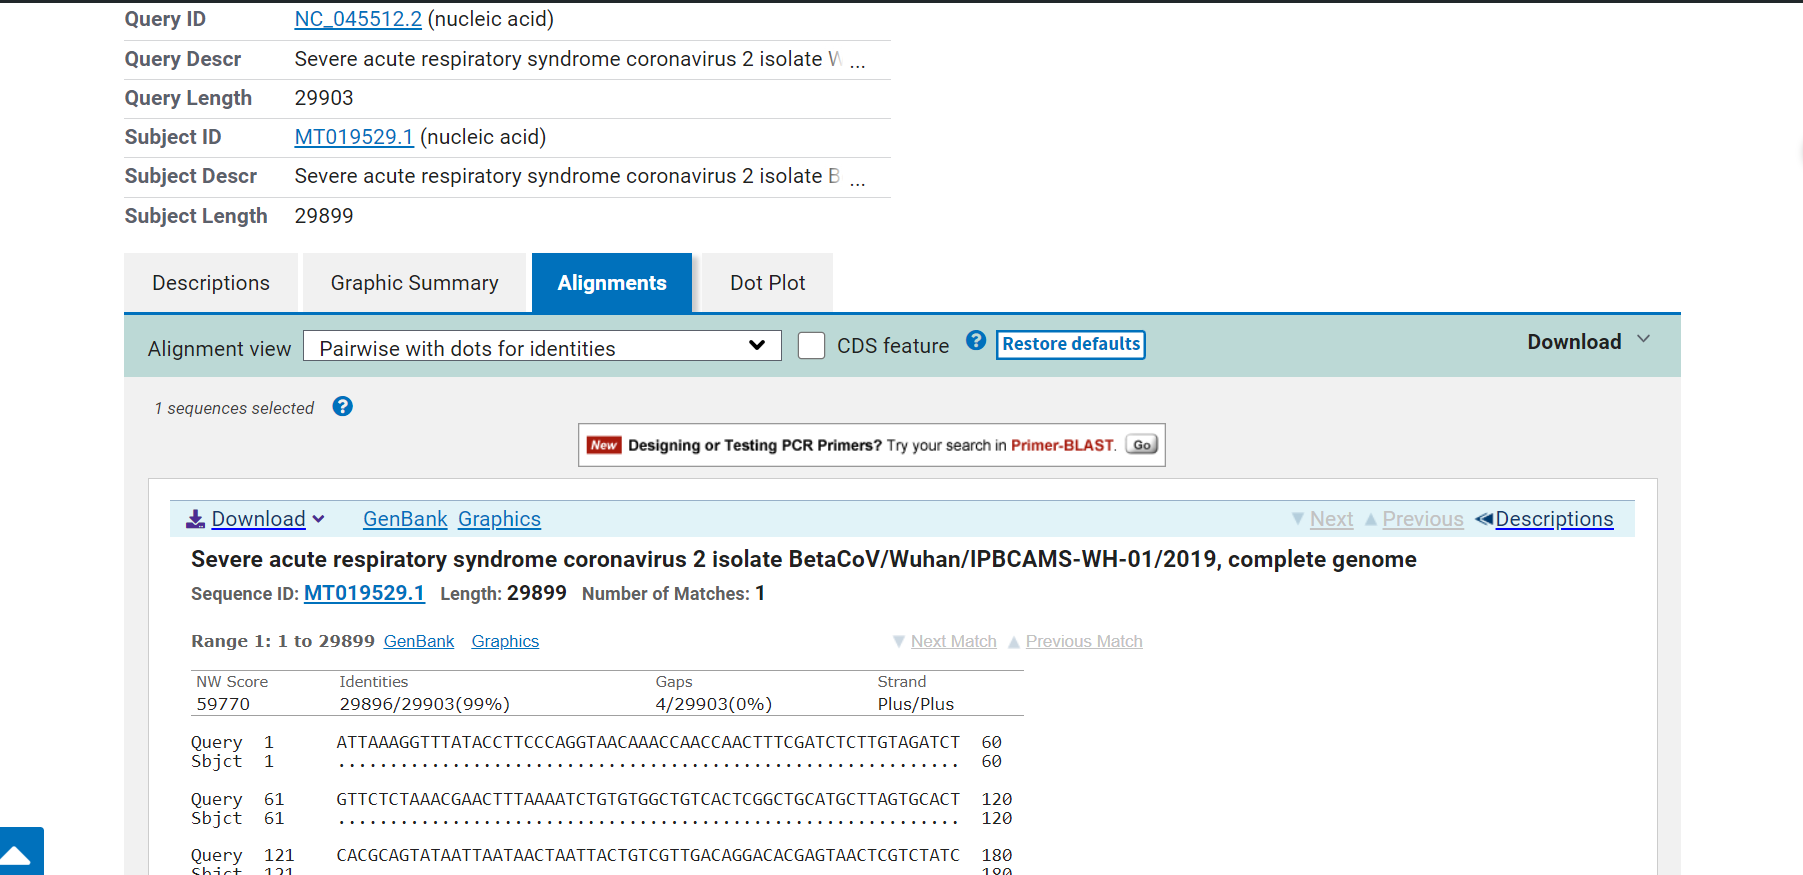 Query ID NC_045512.2 (nucleic acid)
Query Descr Severe acute respiratory syndrome coronavirus 2 isolate W ...
Query Length 29903
Subject ID MT019529.1 (nucleic acid)
Subject Descr Severe acute respiratory syndrome coronavirus 2 isolate B ...
Subject Length 29899
Descriptions Graphic Summary Alignments Dot Plot
Alignment view Pairwise with dots for identities CDS feature ? Restore defaults Download
1 sequences selected ?
New Designing or Testing PCR Primers? Try your search in Primer-BLAST. Go
Download GenBank Graphics Next Previous Descriptions
Severe acute respiratory syndrome coronavirus 2 isolate BetaCoV/Wuhan/IPBCAMS-WH-01/2019, complete genome
Sequence ID: MT019529.1 Length: 29899 Number of Matches: 1
Range 1: 1 to 29899 GenBank Graphics Next Match Previous Match
NW Score Identities Gaps Strand
59770 29896/29903(99%) 4/29903(0%) Plus/Plus
Query 1 ATTAAAGGTTTATACCTTCCCAGGTAACAAACCAACCAACTTTCGATCTCTTGTAGATCT 60
Sbjct 1 ............................................................ 60
Query 61 GTTCTCTAAACGAACTTTAAAATCTGTGTGGCTGTCACTCGGCTGCATGCTTAGTGCACT 120
Sbjct 61 ............................................................ 120
Query 121 CACGCAGTATAATTAATAACTAATTACTGTCGTTGACAGGACACGAGTAACTCGTCTATC 180
Sbjct 121 180